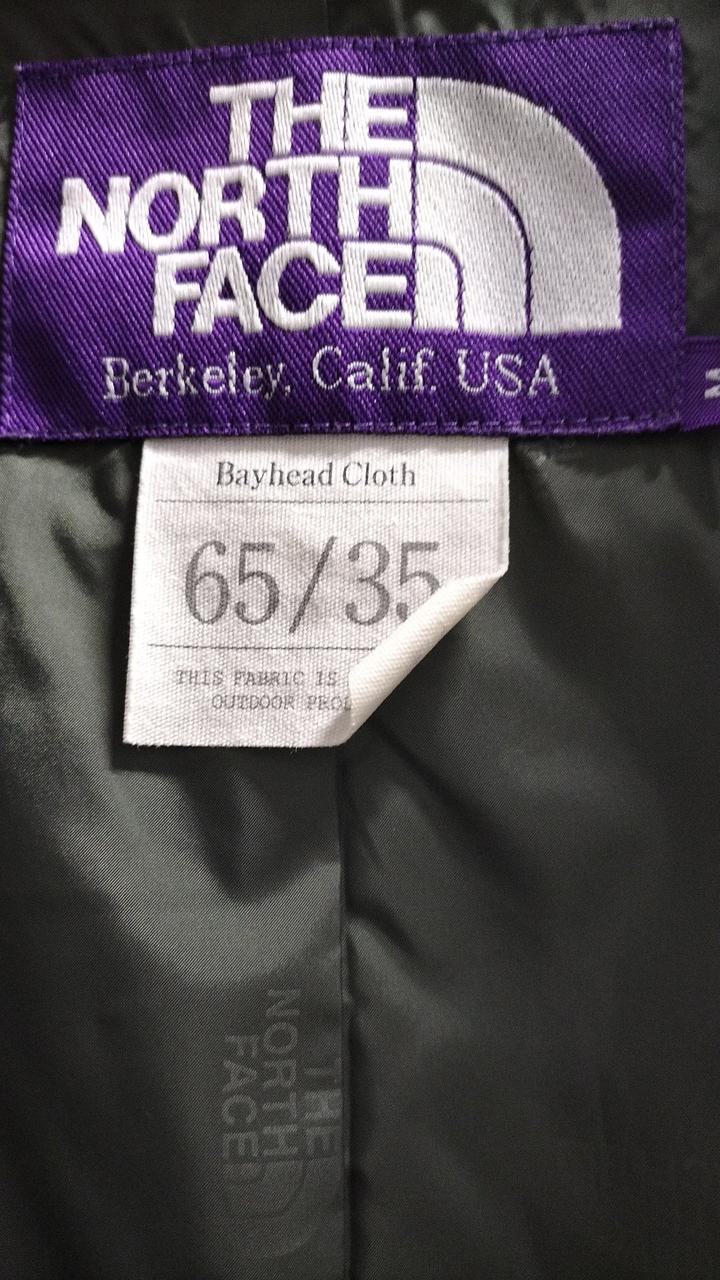 THE
NORTH
FACE
Berkeley, Calif. USA
M
Bayhead Cloth
65/35
THIS FABRIC IS
OUTDOOR
THE
NORTH
FACE